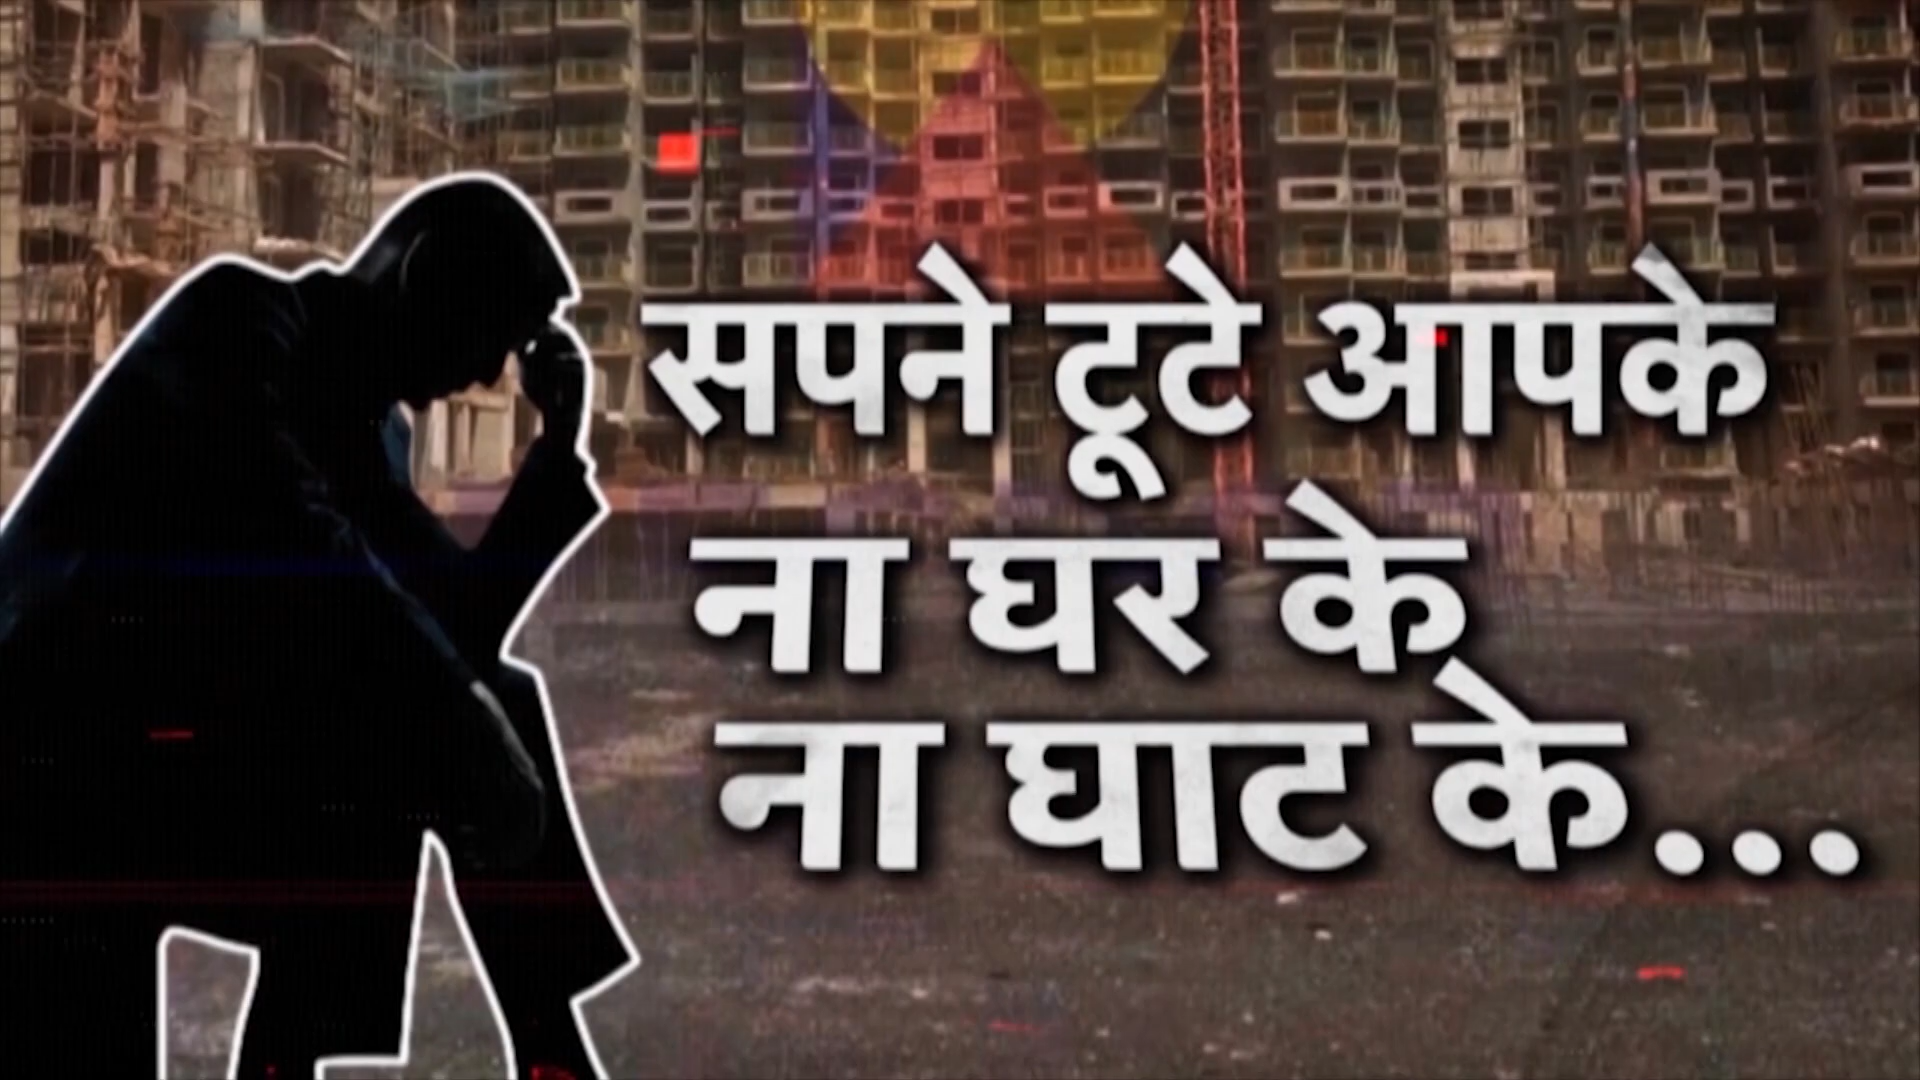 सपने टूटे आपके
ना घर के
ना घाट के...